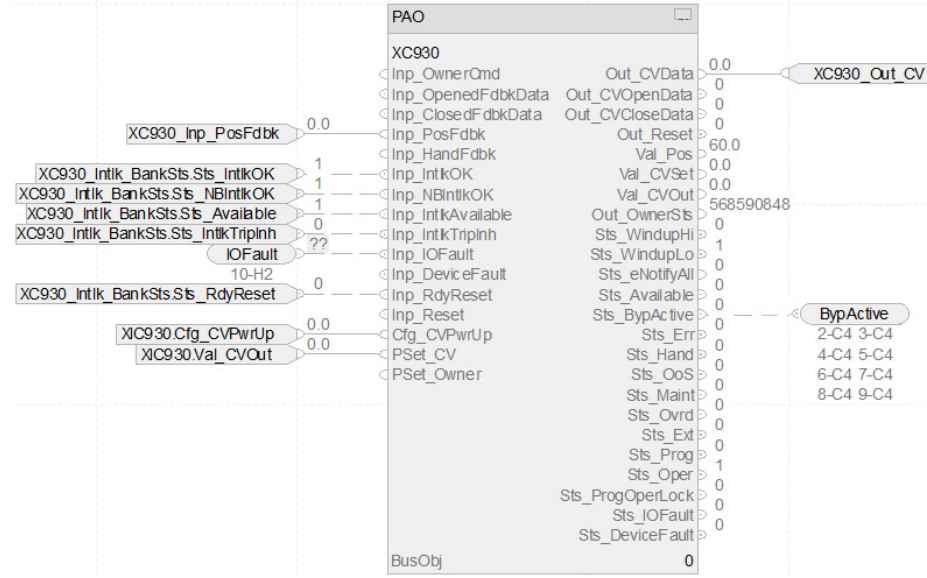 PAO
XC930
Inp_OwnerCmd
Inp_OpenedFdbkData
Inp_ClosedFdbkData
XC930_Inp_PosFdbk 0.0 Inp_PosFdbk
Inp_HandFdbk
XC930_Intlk_BankSts.Sts_IntlkOK 1 Inp_IntlkOK
XC930_Intlk_BankSts.Sts_NBIntlkOK 1 Inp_NBIntlkOK
XC930_Intlk_BankSts.Sts_Available 1 Inp_IntlkAvailable
XC930_Intlk_BankSts.Sts_IntlkTripInh 0 Inp_IntlkTripInh
IOFault ?? Inp_IOFault
10-H2
Inp_DeviceFault
XC930_Intlk_BankSts.Sts_RdyReset 0 Inp_RdyReset
Inp_Reset
XIC930.Cfg_CVPwrUp 0.0 Cfg_CVPwrUp
XIC930.Val_CVOut 0.0 PSet_CV
PSet_Owner
Out_CVData 0.0 XC930_Out_CV
Out_CVOpenData 0
Out_CVCloseData 0
Out_Reset 0
Val_Pos 60.0
Val_CVSet 0.0
Val_CVOut 0.0
Out_OwnerSts 568590848
Sts_WindupHi 0
Sts_WindupLo 1
Sts_eNotifyAll 0
Sts_Available 0
Sts_BypActive 0 BypActive
2-C4 3-C4
4-C4 5-C4
6-C4 7-C4
8-C4 9-C4
Sts_Err 0
Sts_Hand 0
Sts_OoS 0
Sts_Maint 0
Sts_Ovrd 0
Sts_Ext 0
Sts_Prog 0
Sts_Oper 1
Sts_ProgOperLock 0
Sts_IOFault 0
Sts_DeviceFault 0
BusObj 0